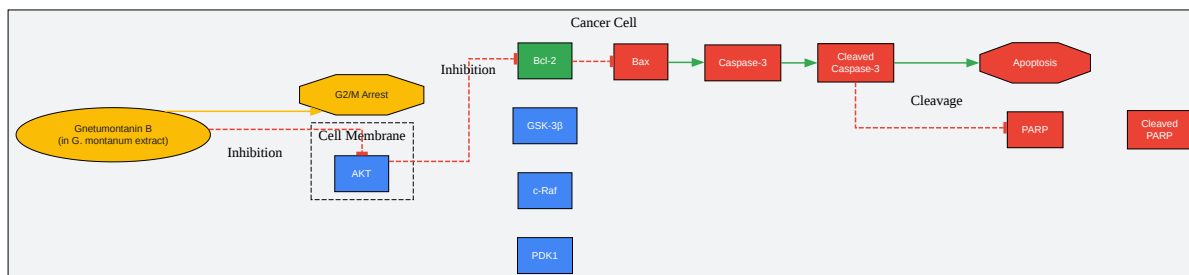 Cancer Cell
Bcl-2
Bax
Caspase-3
Cleaved
Caspase-3
Apoptosis
Inhibition
G2/M Arrest
Cleavage
Gnetumontanin B
(in G. montanum extract)
Cell Membrane
GSK-3β
PARP
Cleaved
PARP
Inhibition
AKT
c-Raf
PDK1